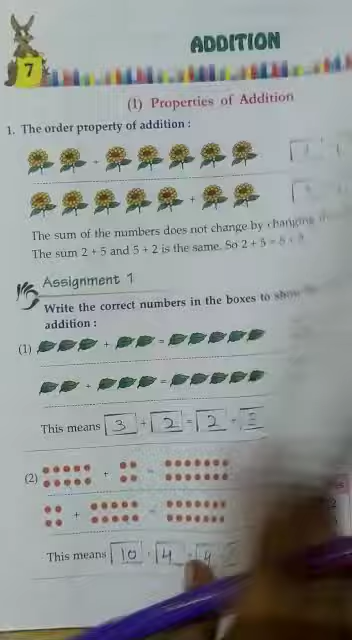 ADDITION
7
(1) Properties of Addition
1. The order property of addition :
+
+
The sum of the numbers does not change by changing
The sum 2 + 5 and 5 + 2 is the same. So 2 + 5 = 5 +
Assignment 1
Write the correct numbers in the boxes to show
addition :
(1) + =
+ =
This means 3 + 2 = 2 + 3
(2) + =
+ =
This means 10 + 4 = 4